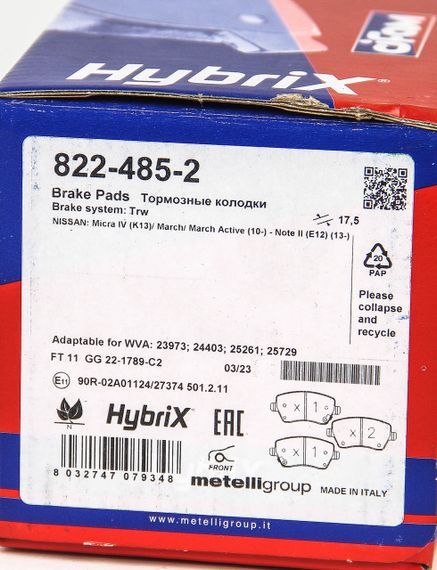 HybriX
cifam
822-485-2
Brake Pads Тормозные колодки
Brake system: Trw
17,5
NISSAN: Micra IV (K13)/ March/ March Active (10-) - Note II (E12) (13-)
20
PAP
Please
collapse
and
recycle
Adaptable for WVA: 23973; 24403; 25261; 25729
FT 11 GG 22-1789-C2
03/23
E11 90R-02A01124/27374 501.2.11
N
HybriX
EAC
x 1
x 2
x 1
8 032747 079348
FRONT
metelligroup
MADE IN ITALY
www.metelligroup.it